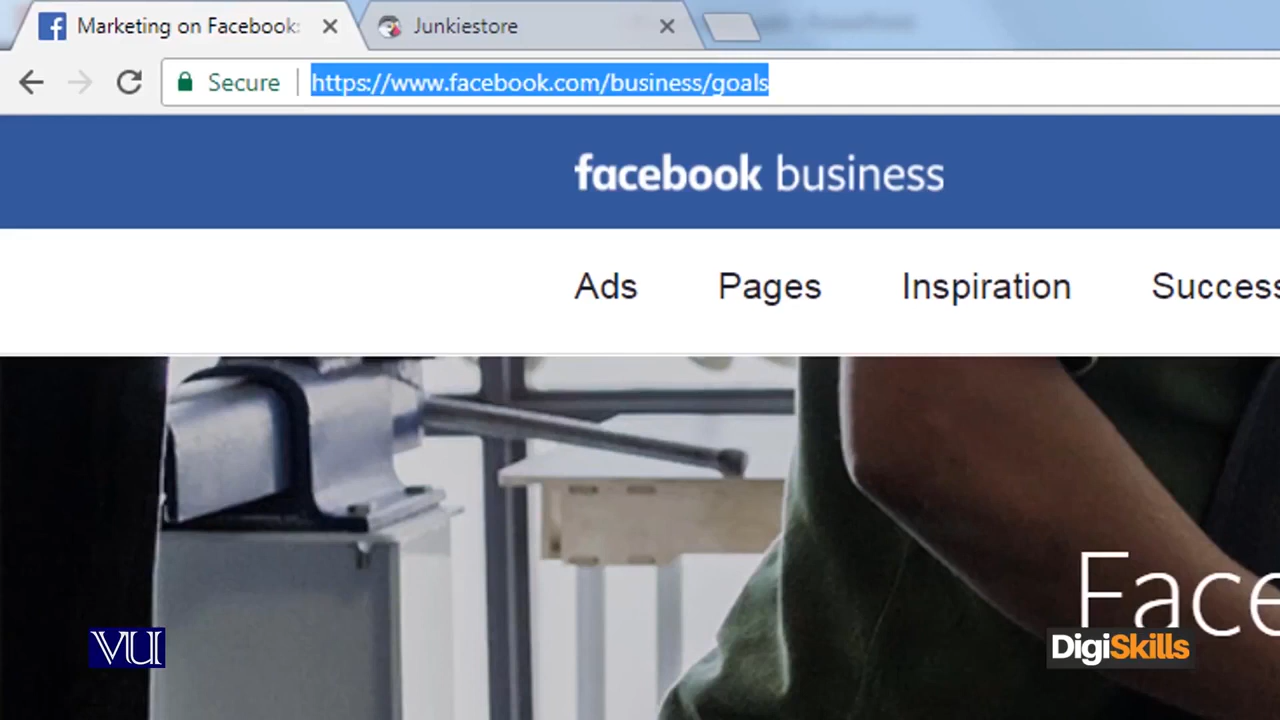 Marketing on Facebook:
Junkiestore
Secure
https://www.facebook.com/business/goals
facebook business
Ads Pages Inspiration Success
Face
VU
DigiSkills